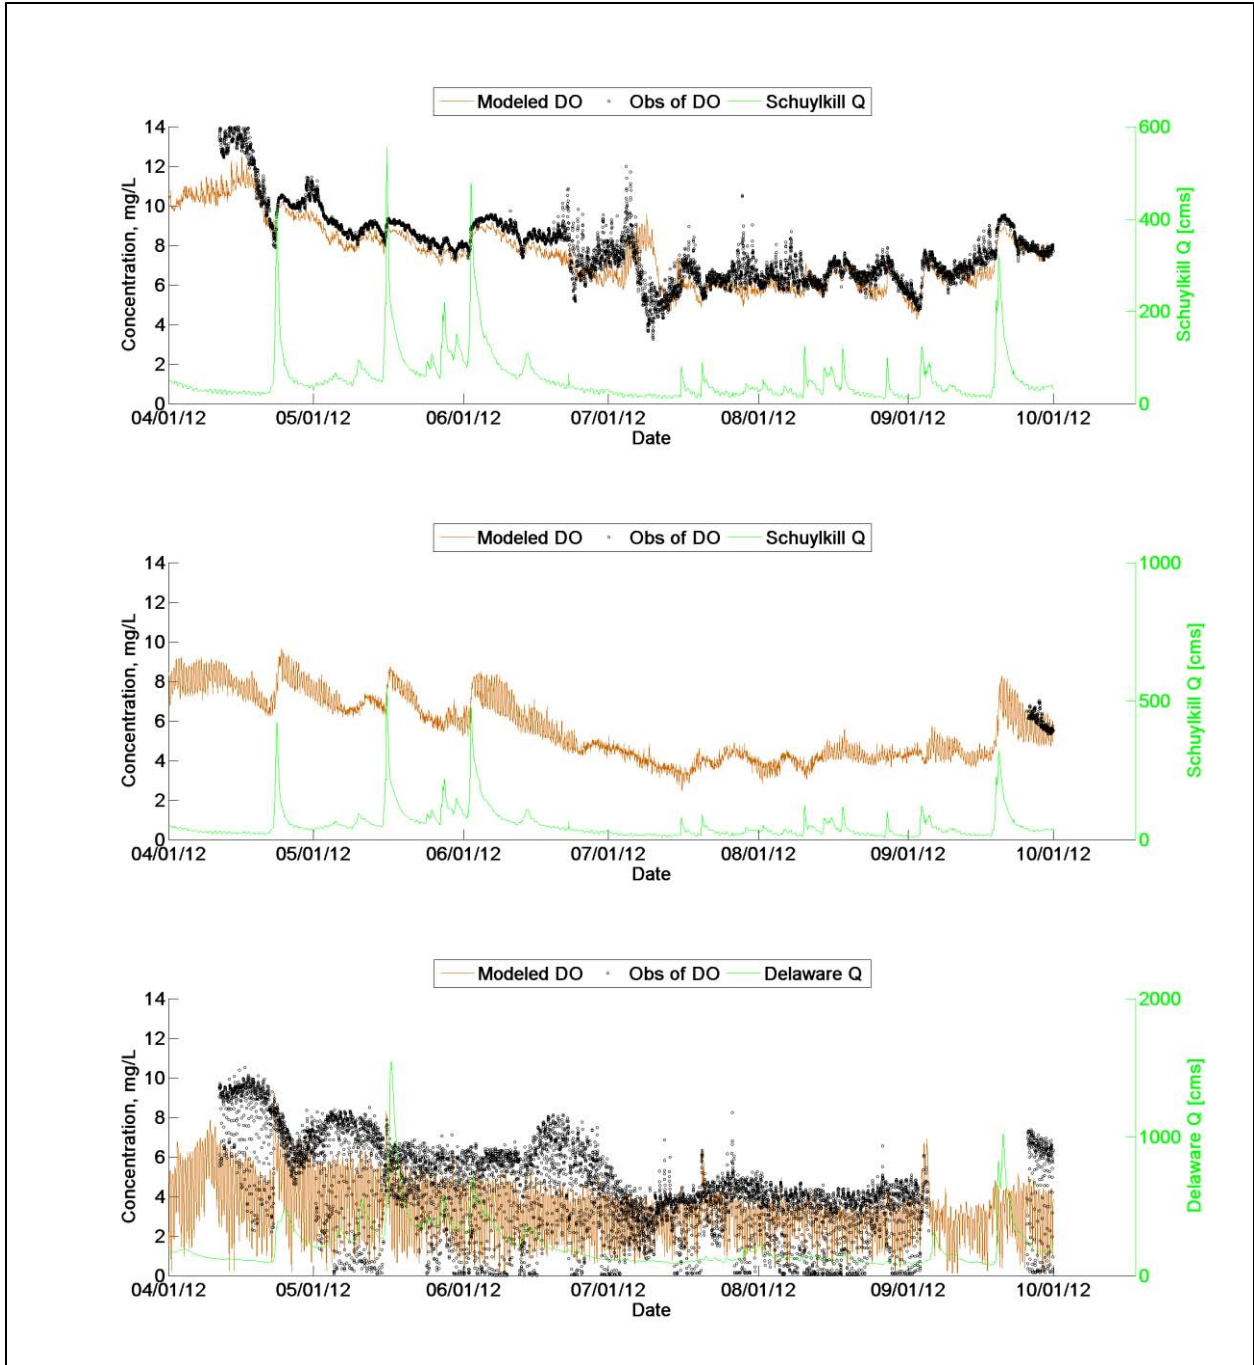 Modeled DO Obs of DO Schuylkill Q
14 600
12
10 400
8
6 200
4
2
0 0
Concentration, mg/L
Schuylkill Q [cms]
04/01/12 05/01/12 06/01/12 07/01/12 08/01/12 09/01/12 10/01/12
Date
Modeled DO Obs of DO Schuylkill Q
14 1000
12
10
8 500
6
4
2
0 0
Concentration, mg/L
Schuylkill Q [cms]
04/01/12 05/01/12 06/01/12 07/01/12 08/01/12 09/01/12 10/01/12
Date
Modeled DO Obs of DO Delaware Q
14 2000
12
10
8 1000
6
4
2
0 0
Concentration, mg/L
Delaware Q [cms]
04/01/12 05/01/12 06/01/12 07/01/12 08/01/12 09/01/12 10/01/12
Date